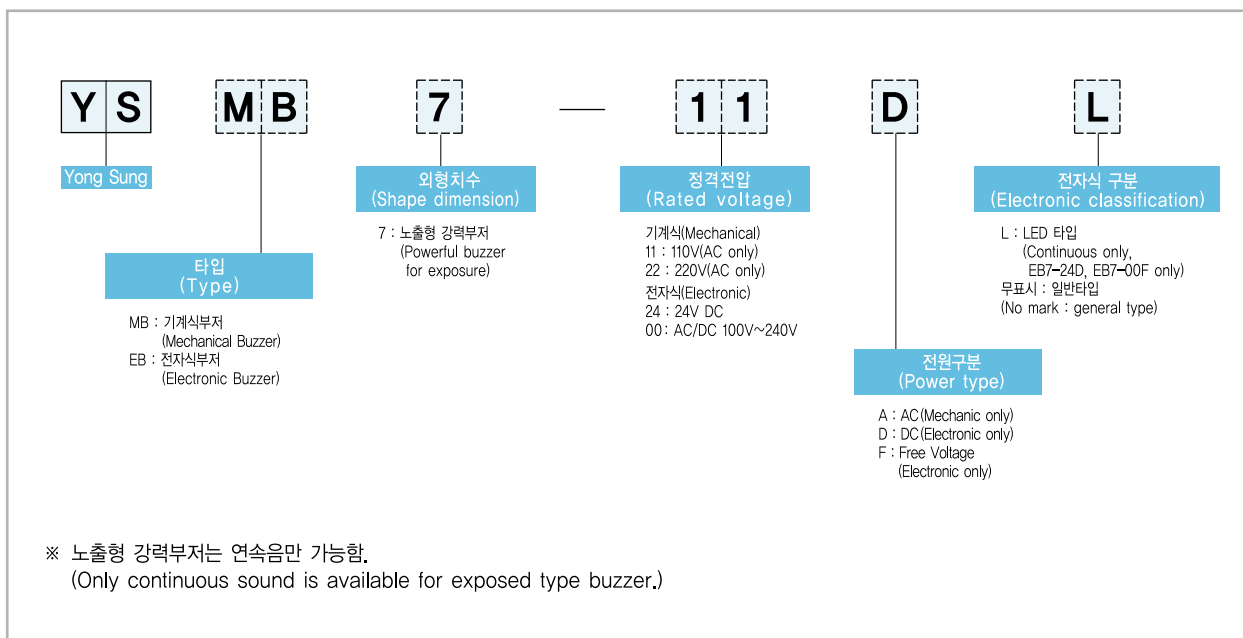 YS MB 7 — 11 D L
Yong Sung
타입
(Type)
MB : 기계식부저
(Mechanical Buzzer)
EB : 전자식부저
(Electronic Buzzer)
외형치수
(Shape dimension)
7 : 노출형 강력부저
(Powerful buzzer
for exposure)
정격전압
(Rated voltage)
기계식(Mechanical)
11 : 110V(AC only)
22 : 220V(AC only)
전자식(Electronic)
24 : 24V DC
00 : AC/DC 100V~240V
전원구분
(Power type)
A : AC(Mechanic only)
D : DC(Electronic only)
F : Free Voltage
(Electronic only)
전자식 구분
(Electronic classification)
L : LED 타입
(Continuous only,
EB7-24D, EB7-00F only)
무표시 : 일반타입
(No mark : general type)
※ 노출형 강력부저는 연속음만 가능함.
(Only continuous sound is available for exposed type buzzer.)